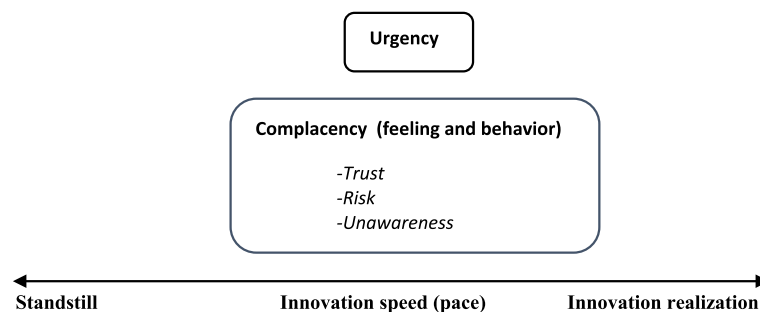 Urgency
Complacency (feeling and behavior)
-Trust
-Risk
-Unawareness
Standstill Innovation speed (pace) Innovation realization